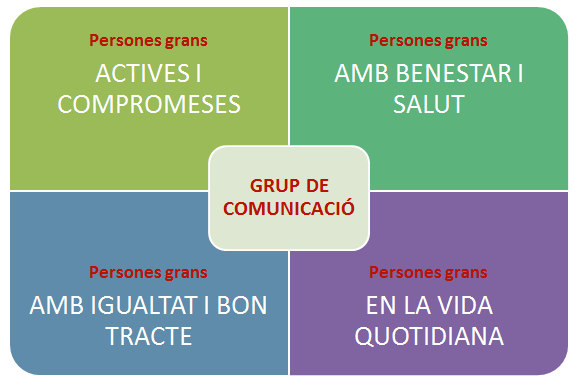 Persones grans
ACTIVES I
COMPROMESES
Persones grans
AMB BENESTAR I
SALUT
GRUP DE
COMUNICACIÓ
Persones grans
AMB IGUALTAT I BON
TRACTE
Persones grans
EN LA VIDA
QUOTIDIANA